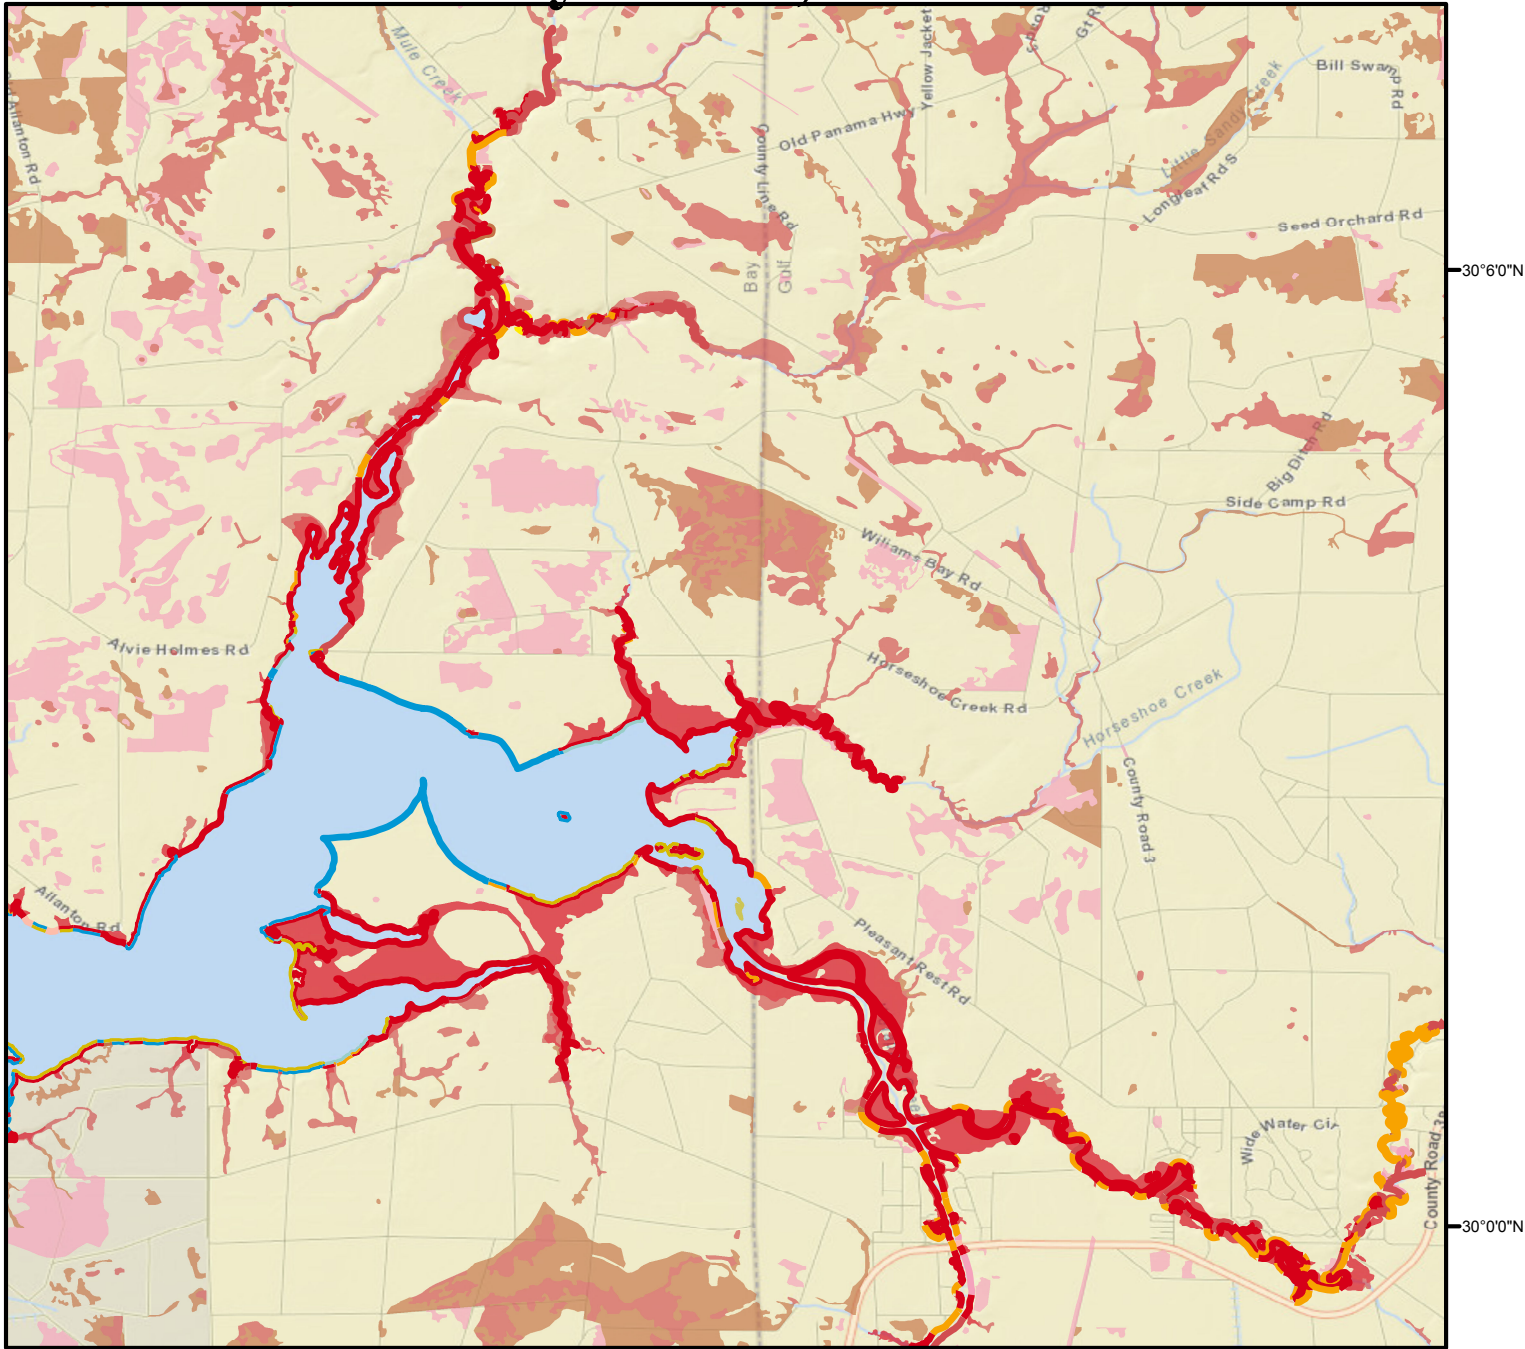 Mule Creek
Yellow Jacket
Bill Swamp Rd
Allanton Rd
Old Panama Hwy
County Line Rd
Little Sandy Creek
Longleaf Rd S
Seed Orchard Rd
Bay
Gulf
30°6'0"N
Big Ditch Rd
Side Camp Rd
Williams Bay Rd
Alvie Holmes Rd
Horseshoe Creek Rd
Horseshoe Creek
County Road 3
Allanton Rd
Pleasant Rest Rd
Wide Water Cir
County Road
30°0'0"N